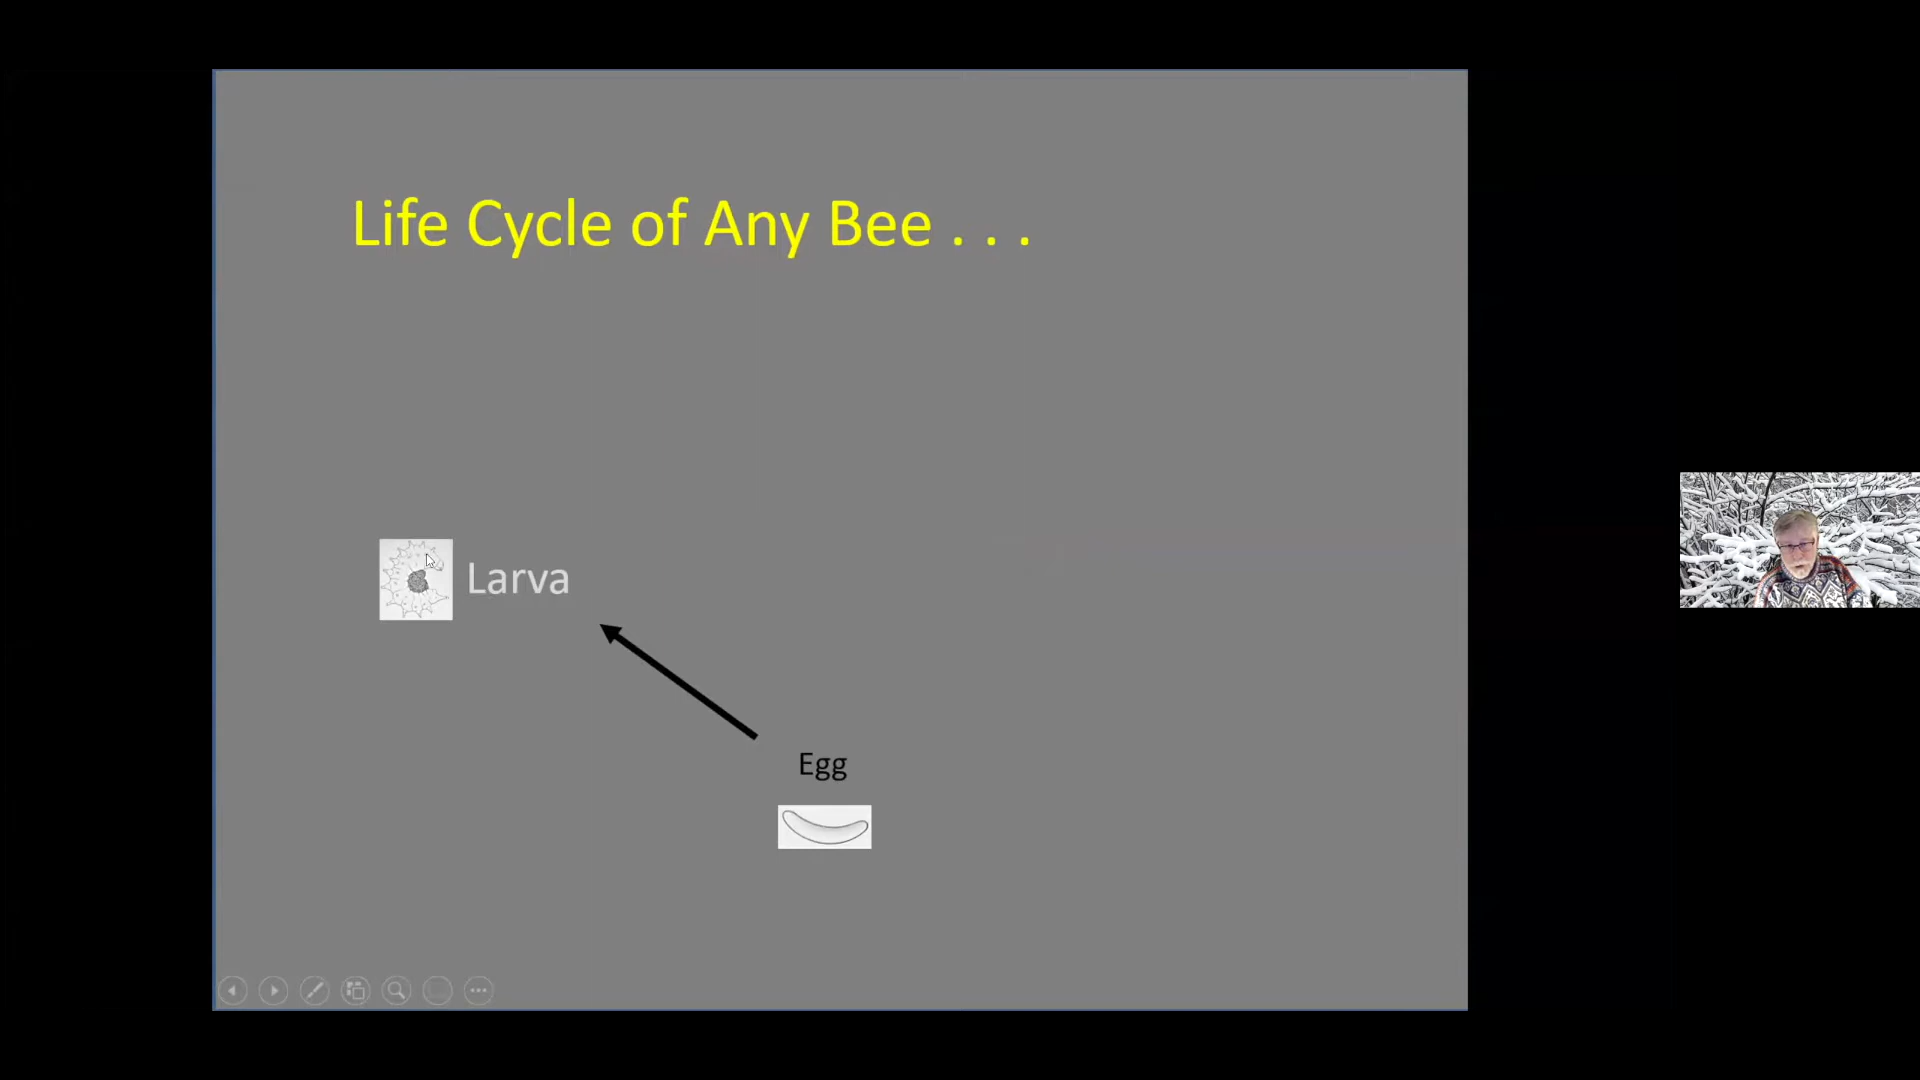 Life Cycle of Any Bee . . .
Larva
Egg